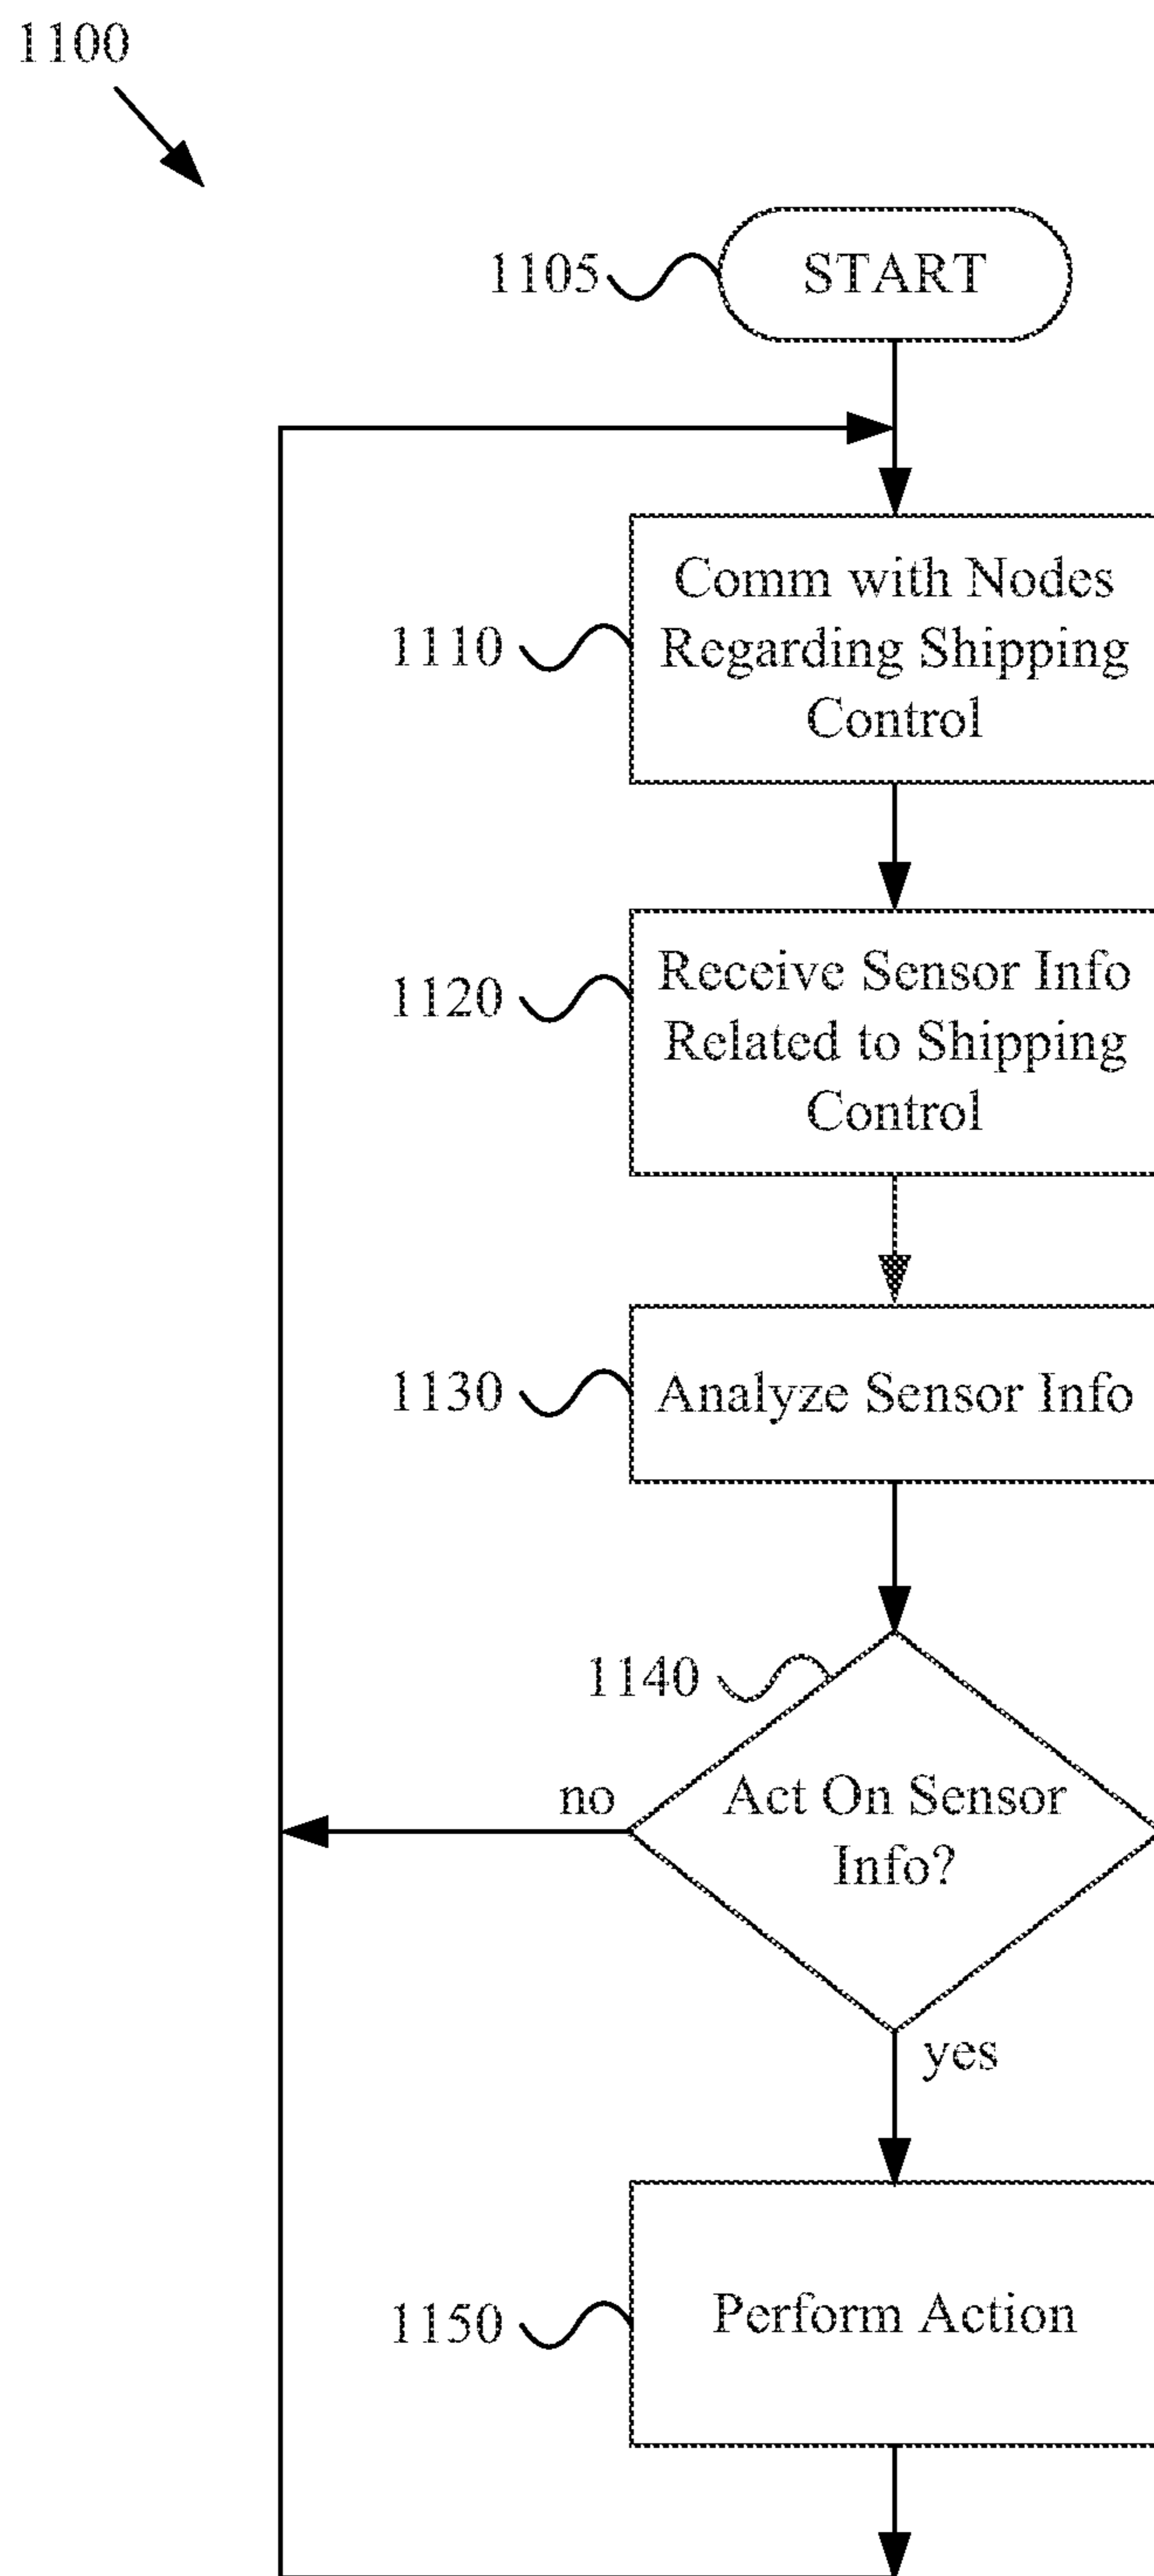 1100
1105
START
1110
Comm with Nodes
Regarding Shipping
Control
1120
Receive Sensor Info
Related to Shipping
Control
1130
Analyze Sensor Info
1140
no
Act On Sensor
Info?
yes
1150
Perform Action